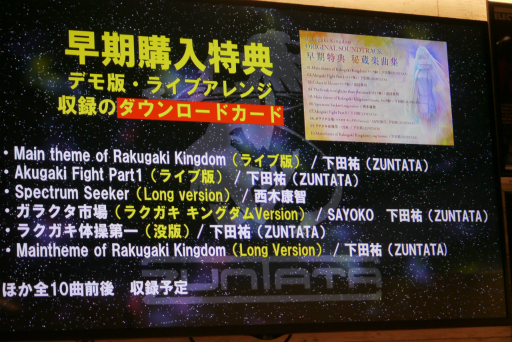 早期購入特典
デモ版・ライブアレンジ
収録のダウンロードカード
ORIGINAL SOUNDTRACK
早期特典 秘蔵楽曲集
・Main theme of Rakugaki Kingdom（ライブ版）/ 下田祐（ZUNTATA）
・Akugaki Fight Part1（ライブ版）/ 下田祐（ZUNTATA）
・Spectrum Seeker（Long version）/ 西木康智
・ガラクタ市場（ラクガキ キングダムVersion）/ SAYOKO 下田祐（ZUNTATA）
・ラクガキ体操第一（没版）/ 下田祐（ZUNTATA）
・Maintheme of Rakugaki Kingdom（Long Version）/ 下田祐（ZUNTATA）
ZUNTATA
ほか全10曲前後 収録予定